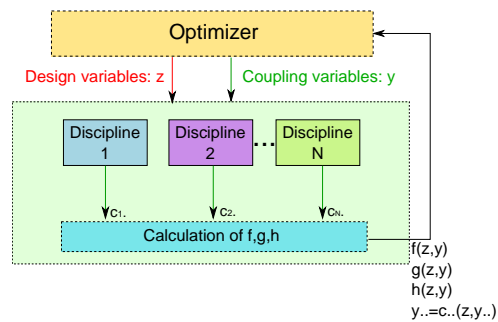 Optimizer
Design variables: z
Coupling variables: y
Discipline
1
Discipline
2
...
Discipline
N
c1.
c2.
cN.
Calculation of f,g,h
f(z,y)
g(z,y)
h(z,y)
y..=c..(z,y..)